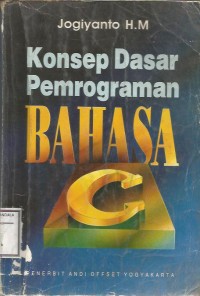 Jogiyanto H.M
Konsep Dasar
Pemrograman
BAHASA
C
PENERBIT ANDI OFFSET YOGYAKARTA